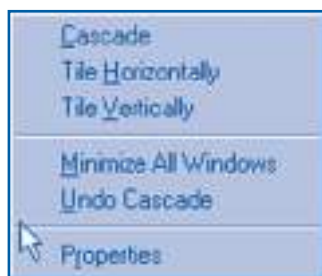 Cascade
Tile Horizontally
Tile Vertically
Minimize All Windows
Undo Cascade
Properties